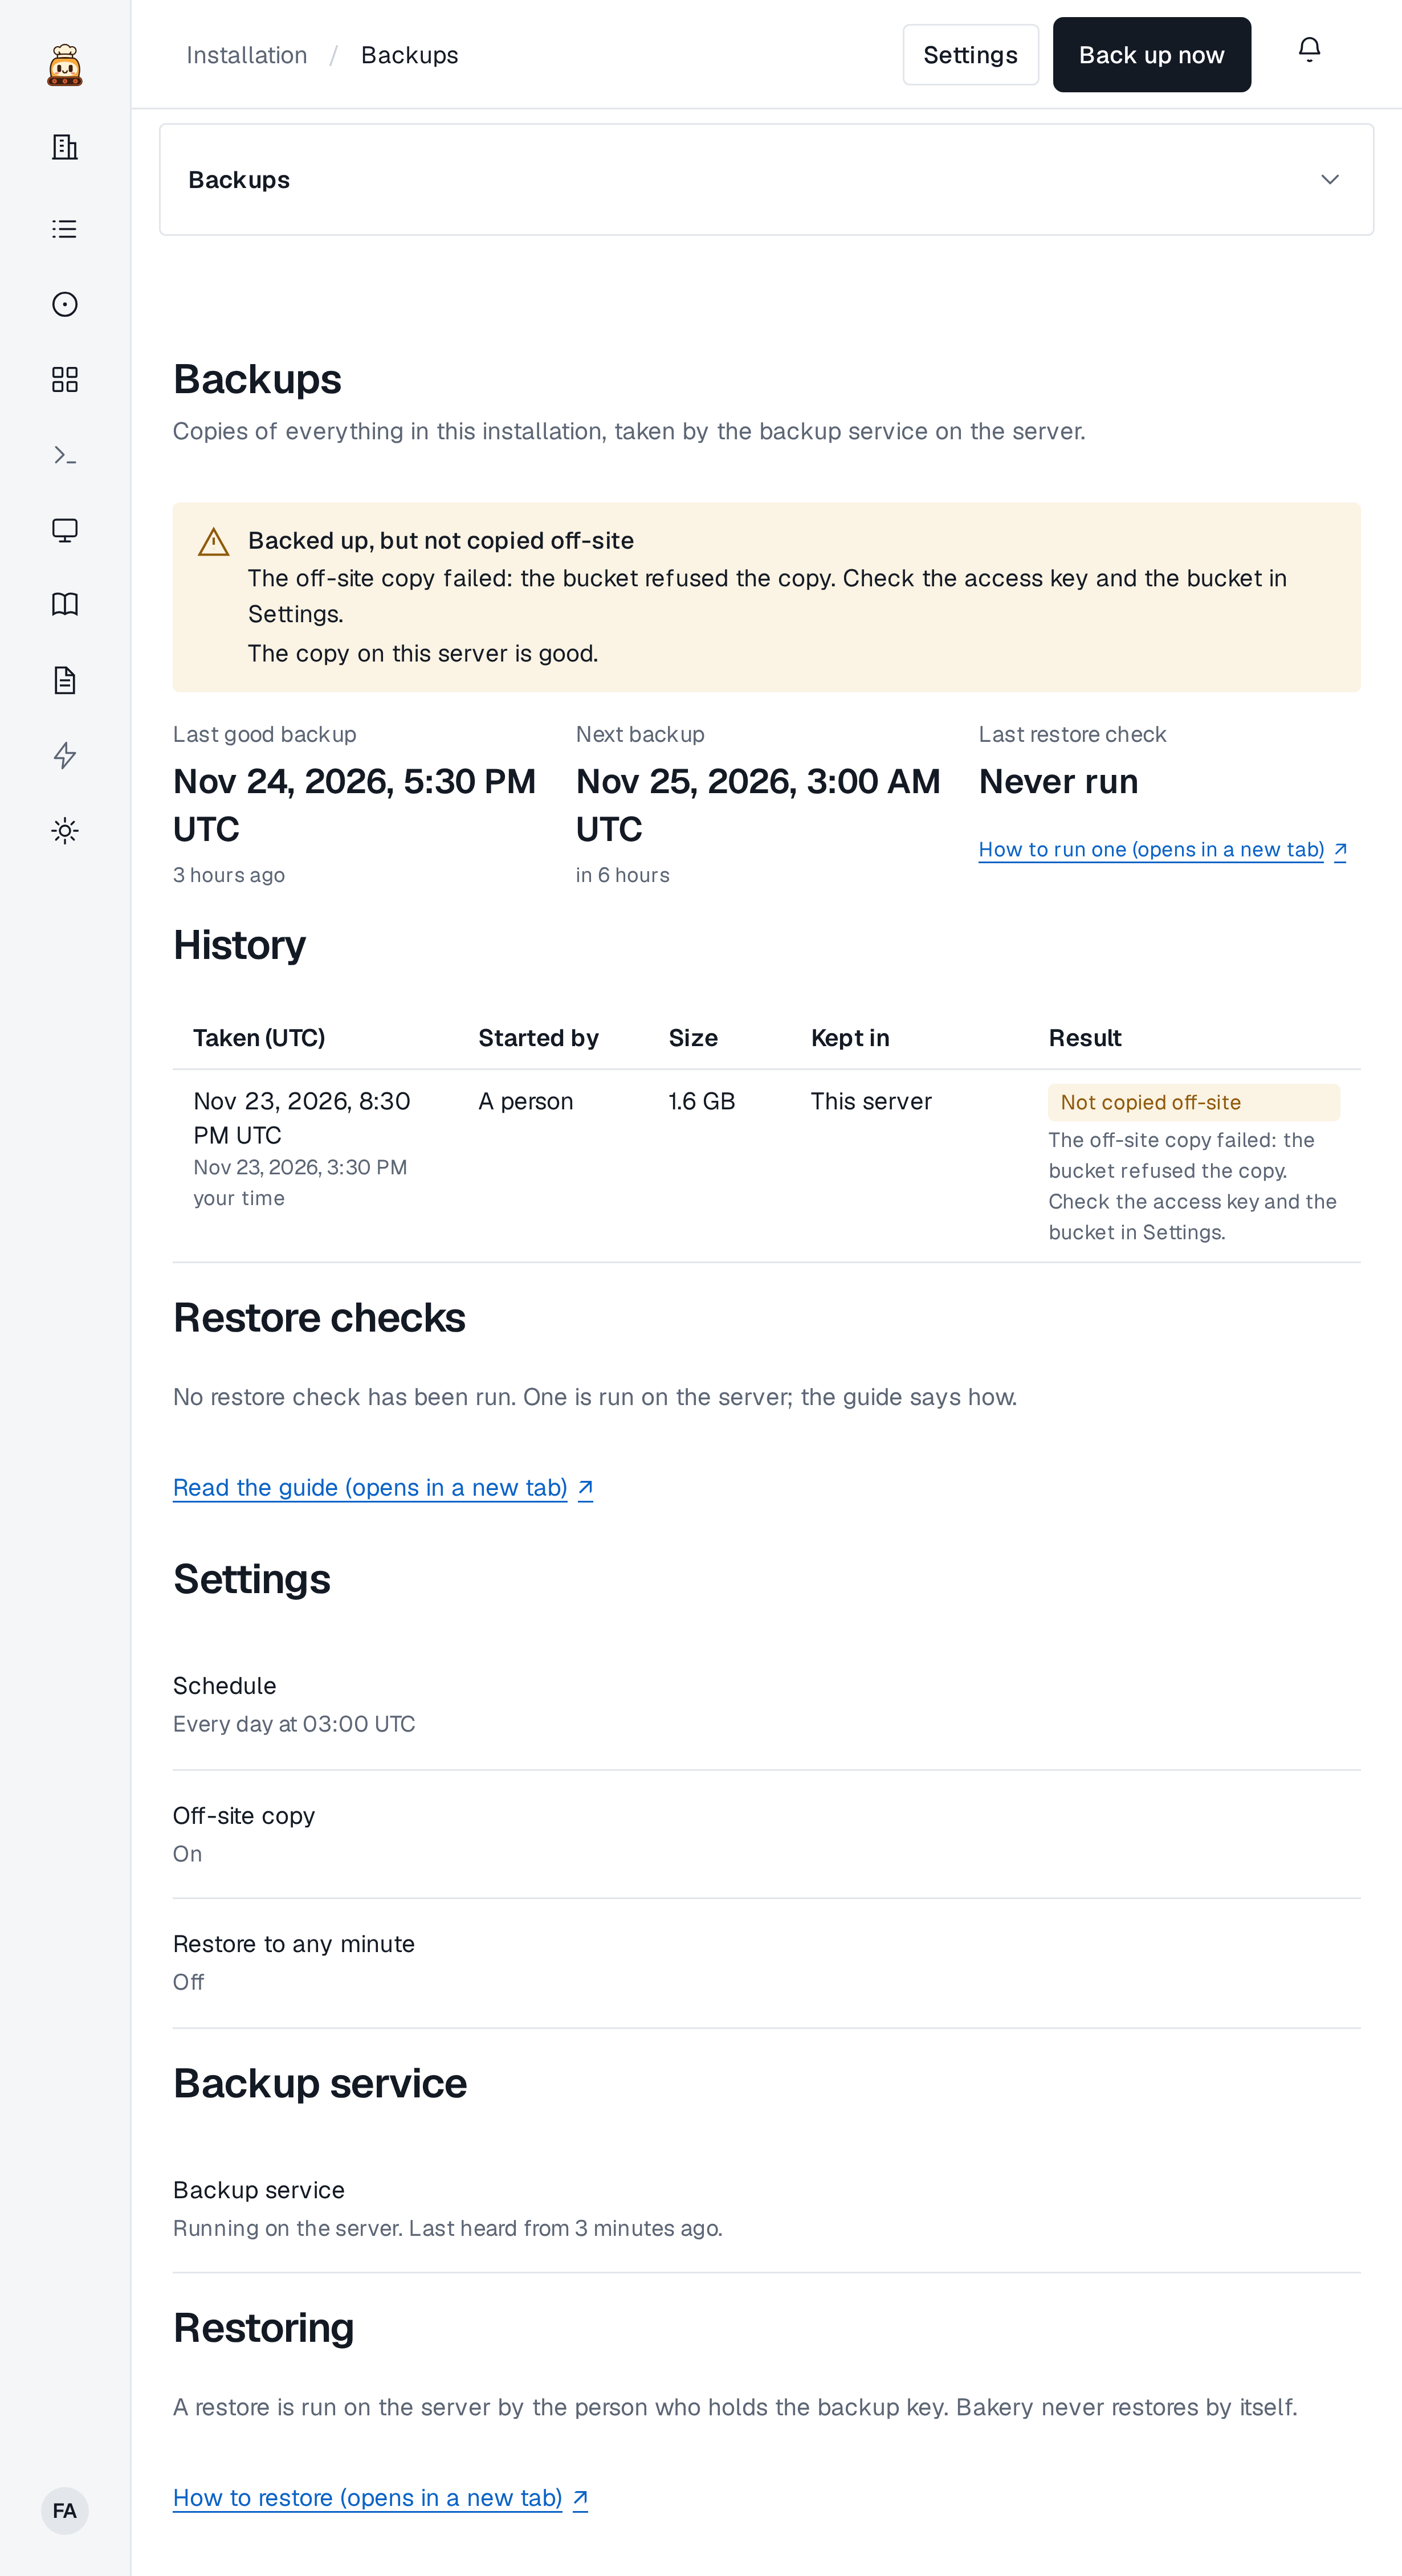 Installation / Backups
Settings
Back up now
Backups
Backups
Copies of everything in this installation, taken by the backup service on the server.
Backed up, but not copied off-site
The off-site copy failed: the bucket refused the copy. Check the access key and the bucket in
Settings.
The copy on this server is good.
Last good backup
Nov 24, 2026, 5:30 PM
UTC
3 hours ago
Next backup
Nov 25, 2026, 3:00 AM
UTC
in 6 hours
Last restore check
Never run
How to run one (opens in a new tab)
History
Taken (UTC) Started by Size Kept in Result
Nov 23, 2026, 8:30
PM UTC
Nov 23, 2026, 3:30 PM
your time
A person
1.6 GB
This server
Not copied off-site
The off-site copy failed: the
bucket refused the copy.
Check the access key and the
bucket in Settings.
Restore checks
No restore check has been run. One is run on the server; the guide says how.
Read the guide (opens in a new tab)
Settings
Schedule
Every day at 03:00 UTC
Off-site copy
On
Restore to any minute
Off
Backup service
Backup service
Running on the server. Last heard from 3 minutes ago.
Restoring
A restore is run on the server by the person who holds the backup key. Bakery never restores by itself.
How to restore (opens in a new tab)
FA